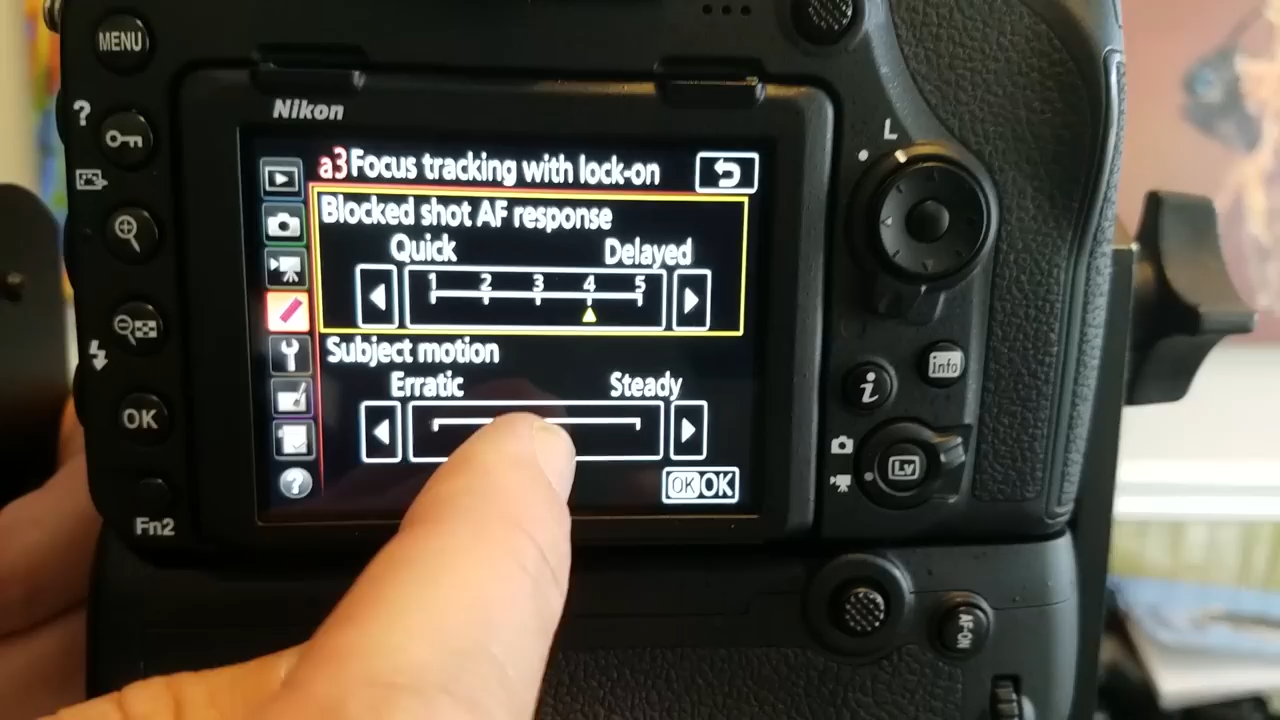 MENU
Nikon
?
L
a3 Focus tracking with lock-on
Blocked shot AF response
Quick Delayed
1 2 3 4 5
Subject motion
Erratic Steady
info
i
OK
Lv
?
OK OK
Fn2
AF-ON